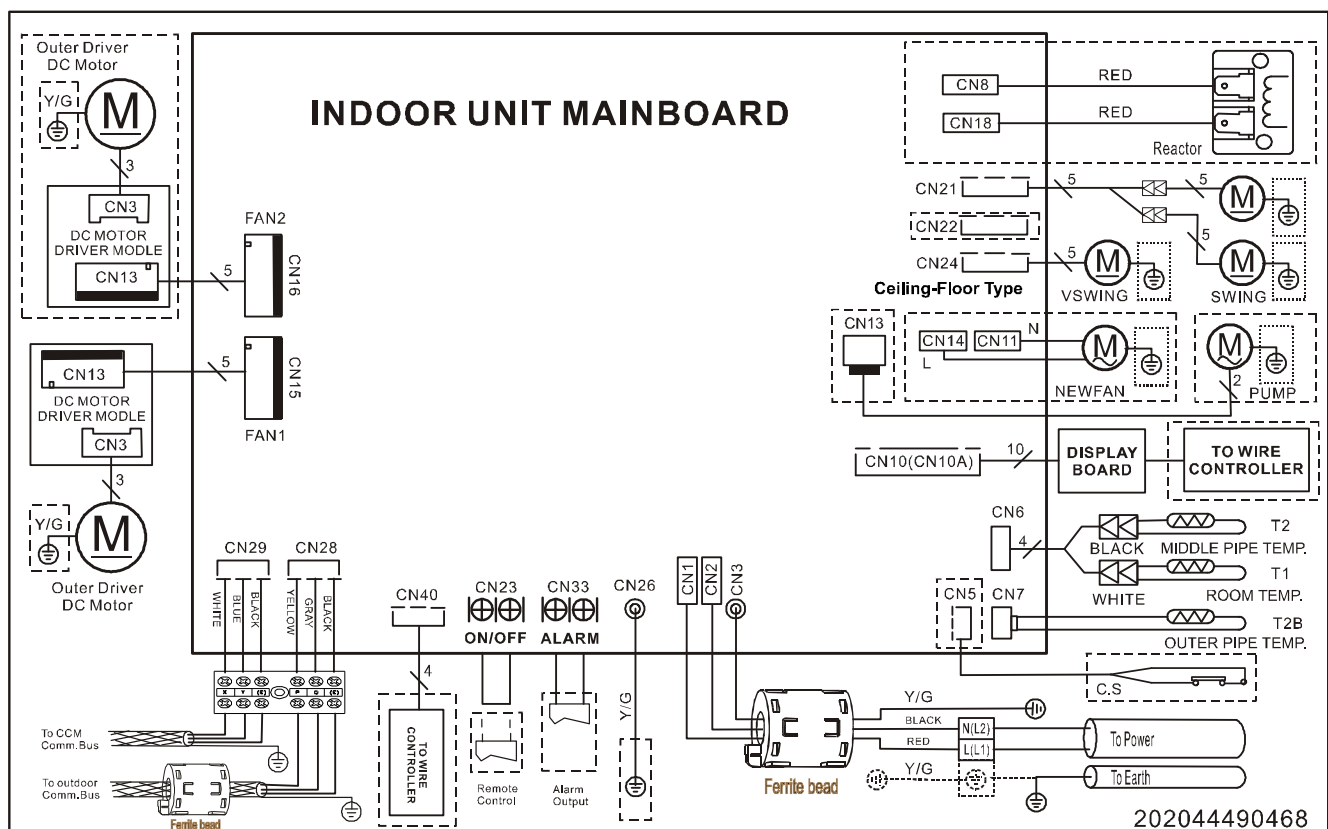 Outer Driver
DC Motor
Y/G
M
3
CN3
DC MOTOR
DRIVER MODLE
CN13
5
FAN2
CN16
INDOOR UNIT MAINBOARD
CN8
RED
CN18
RED
Reactor
CN21
5
5
M
CN22
5
CN24
5
M
M
Ceiling-Floor Type
VSWING
SWING
CN13
CN14
CN11
N
L
M
M
2
NEWFAN
PUMP
CN13
5
CN15
DC MOTOR
DRIVER MODLE
CN3
FAN1
3
Y/G
M
Outer Driver
DC Motor
CN10(CN10A)
10
DISPLAY
BOARD
TO WIRE
CONTROLLER
CN6
4
T2
BLACK
MIDDLE PIPE TEMP.
T1
WHITE
ROOM TEMP.
CN5
CN7
T2B
OUTER PIPE TEMP.
C.S
CN29
CN28
WHITE
BLUE
BLACK
YELLOW
GRAY
BLACK
X
Y
(E)
P
Q
(E)
To CCM
Comm.Bus
To outdoor
Comm.Bus
Ferrite bead
CN40
4
TO WIRE
CONTROLLER
CN23
ON/OFF
Remote
Control
CN33
ALARM
Alarm
Output
CN26
Y/G
CN1
CN2
CN3
Ferrite bead
Y/G
BLACK
N(L2)
RED
L(L1)
To Power
Y/G
To Earth
202044490468